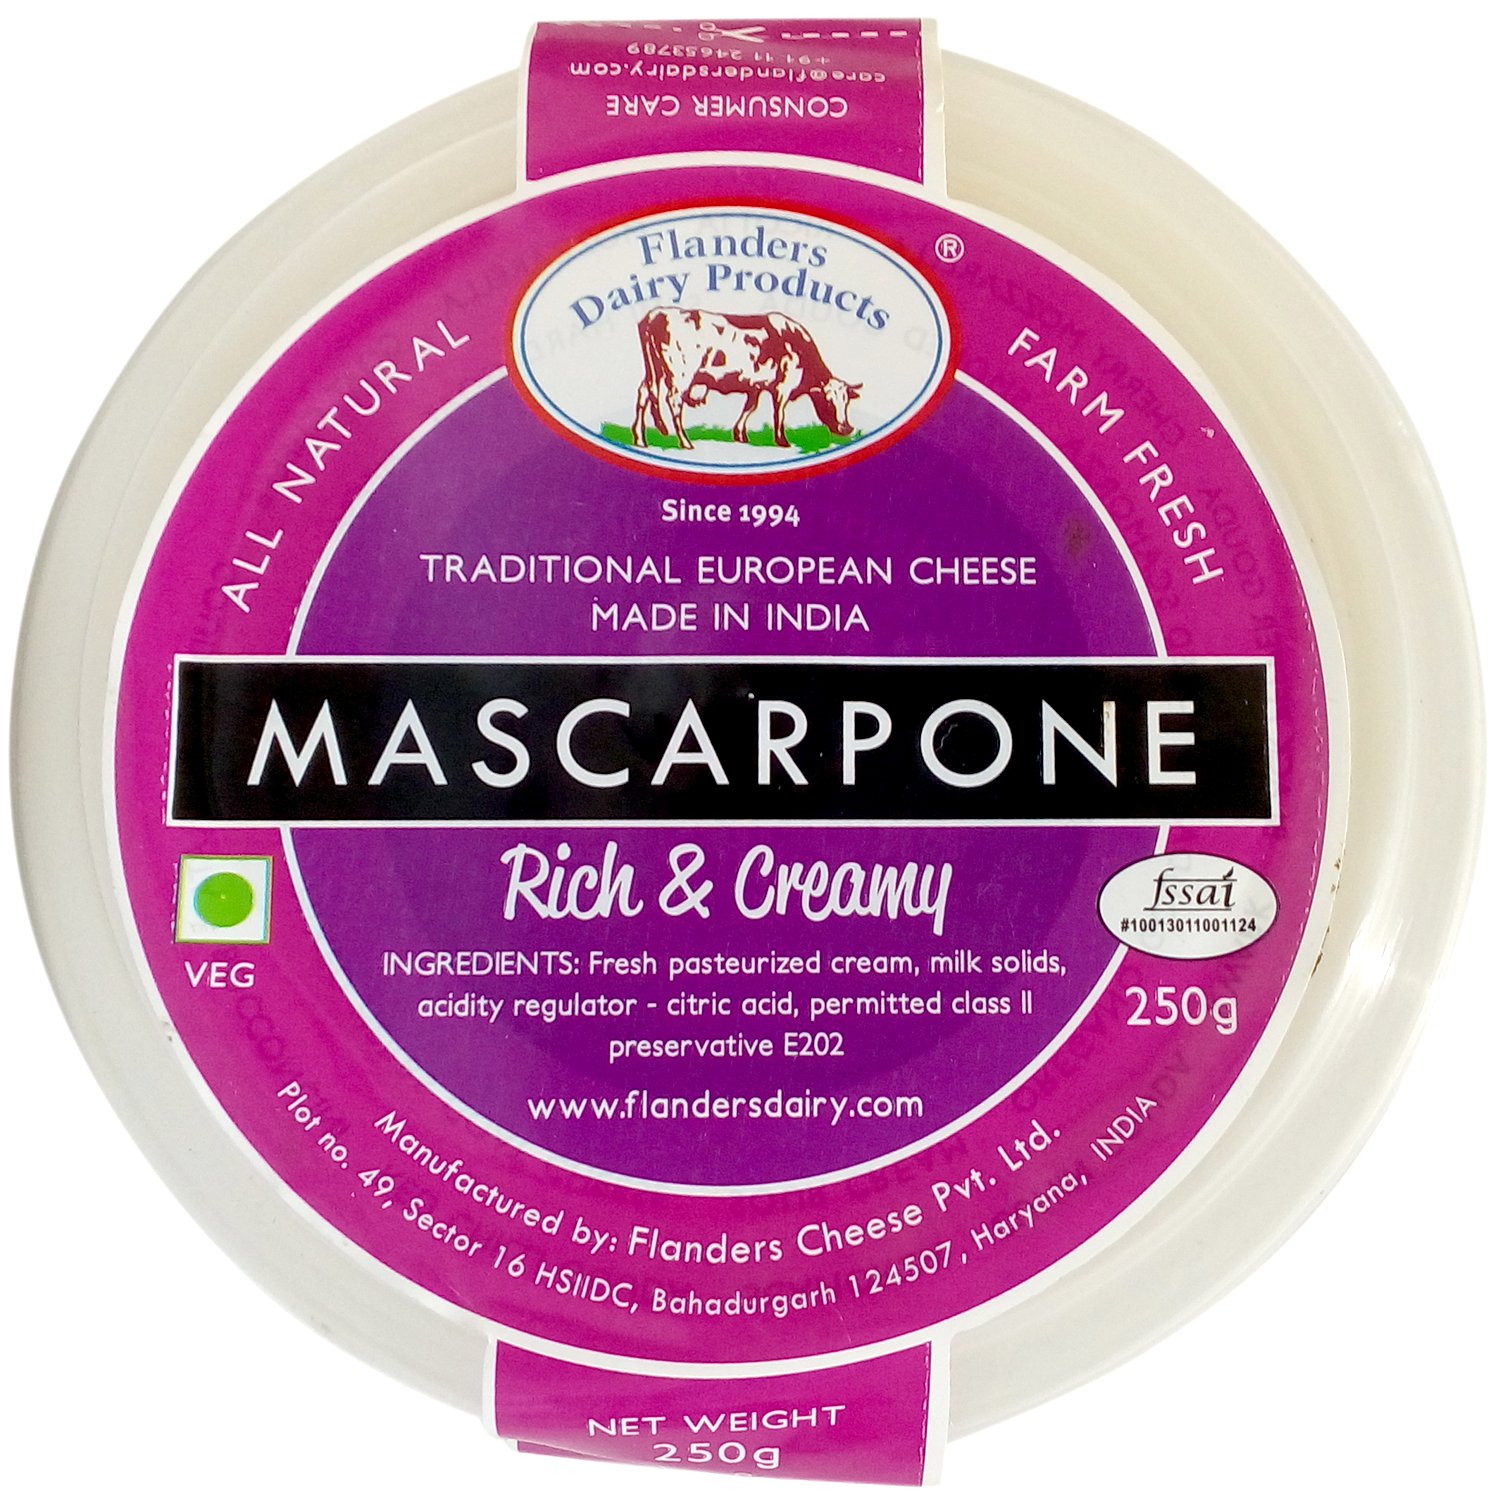 CONSUMER CARE
care@flandersdairy.com
+91 11 24653789
Flanders
Dairy Products
®
ALL NATURAL
FARM FRESH
Since 1994
TRADITIONAL EUROPEAN CHEESE
MADE IN INDIA
MASCARPONE
Rich & Creamy
VEG
fssai
#10013011001124
INGREDIENTS: Fresh pasteurized cream, milk solids,
acidity regulator - citric acid, permitted class II
preservative E202
250g
www.flandersdairy.com
Manufactured by: Flanders Cheese Pvt. Ltd.
Plot no. 49, Sector 16 HSIIDC, Bahadurgarh 124507, Haryana, INDIA
NET WEIGHT
250g